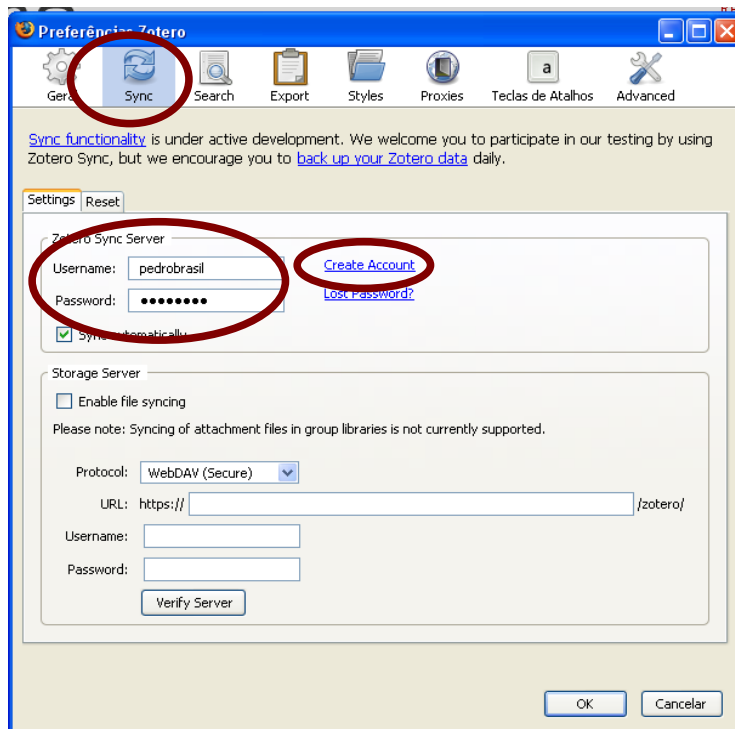 Preferências Zotero
Geral Sync Search Export Styles Proxies a Teclas de Atalhos Advanced
Sync functionality is under active development. We welcome you to participate in our testing by using
Zotero Sync, but we encourage you to back up your Zotero data daily.
Settings Reset
Zotero Sync Server
Username: pedrobrasil Create Account
Password: ●●●●●●●● Lost Password?
Sync automatically
Storage Server
Enable file syncing
Please note: Syncing of attachment files in group libraries is not currently supported.
Protocol: WebDAV (Secure)
URL: https:// /zotero/
Username:
Password:
Verify Server
OK Cancelar